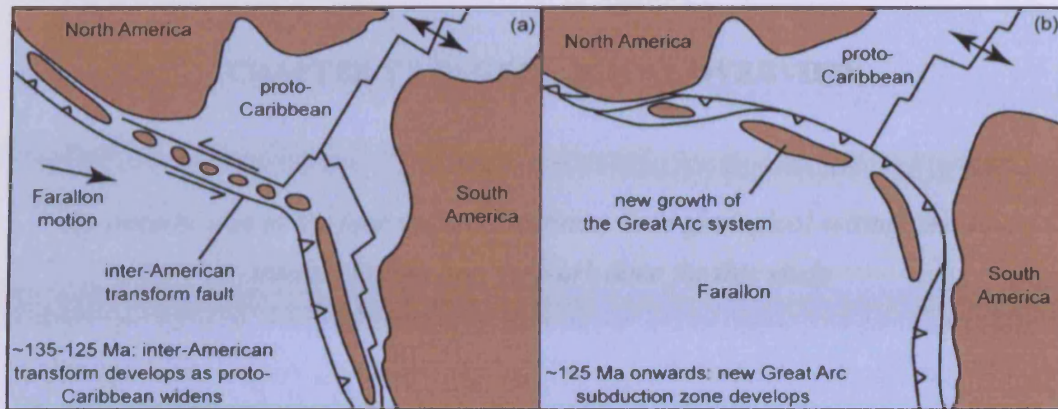 (a)
North America
proto-
Caribbean
Farallon
motion
South
America
inter-American
transform fault
~135-125 Ma: inter-American
transform develops as proto-
Caribbean widens
(b)
North America
proto-
Caribbean
new growth of
the Great Arc system
Farallon
South
America
~125 Ma onwards: new Great Arc
subduction zone develops